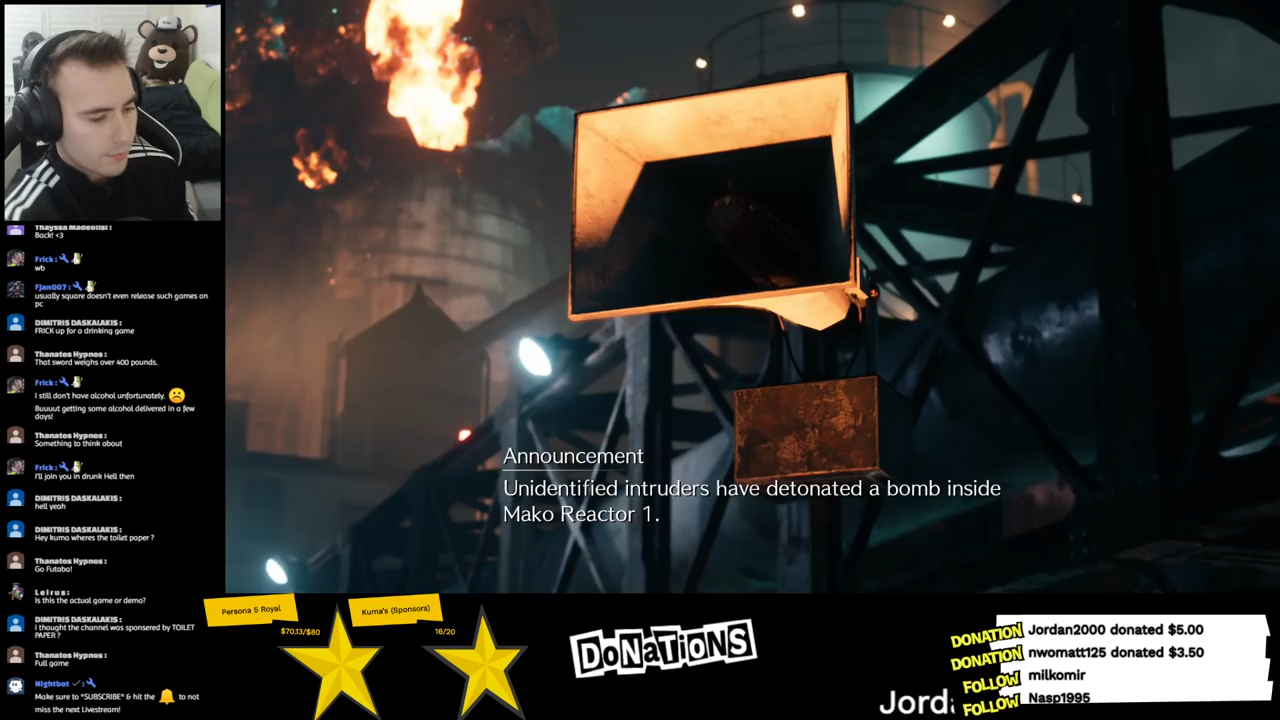 Thayssa Madeolisi :
Back! <3
Frick :
wb
Fjan007 :
usually square doesn't even release such games on
pc
DIMITRIS DASKALAKIS :
FRICK up for a drinking game
Thanatos Hypnos :
That sword weighs over 400 pounds.
Frick :
I still don't have alcohol unfortunately.
Buuuut getting some alcohol delivered in a few
days!
Thanatos Hypnos :
Something to think about
Frick :
I'll join you in drunk Hell then
DIMITRIS DASKALAKIS :
hell yeah
DIMITRIS DASKALAKIS :
Hey kuma wheres the toilet paper ?
Thanatos Hypnos :
Go Futaba!
Leirus :
Is this the actual game or demo?
DIMITRIS DASKALAKIS :
I thought the channel was sponsered by TOILET
PAPER ?
Thanatos Hypnos :
Full game
Nightbot ✓ :
Make sure to *SUBSCRIBE* & hit the 🔔 to not
miss the next Livestream!
Announcement
Unidentified intruders have detonated a bomb inside
Mako Reactor 1.
Persona 5 Royal
$70.13/$80
Kuma's (Sponsors)
16/20
DONATIONS
Jord
DONATION Jordan2000 donated $5.00
DONATION nwomatt125 donated $3.50
FOLLOW milkomir
FOLLOW Nasp1995